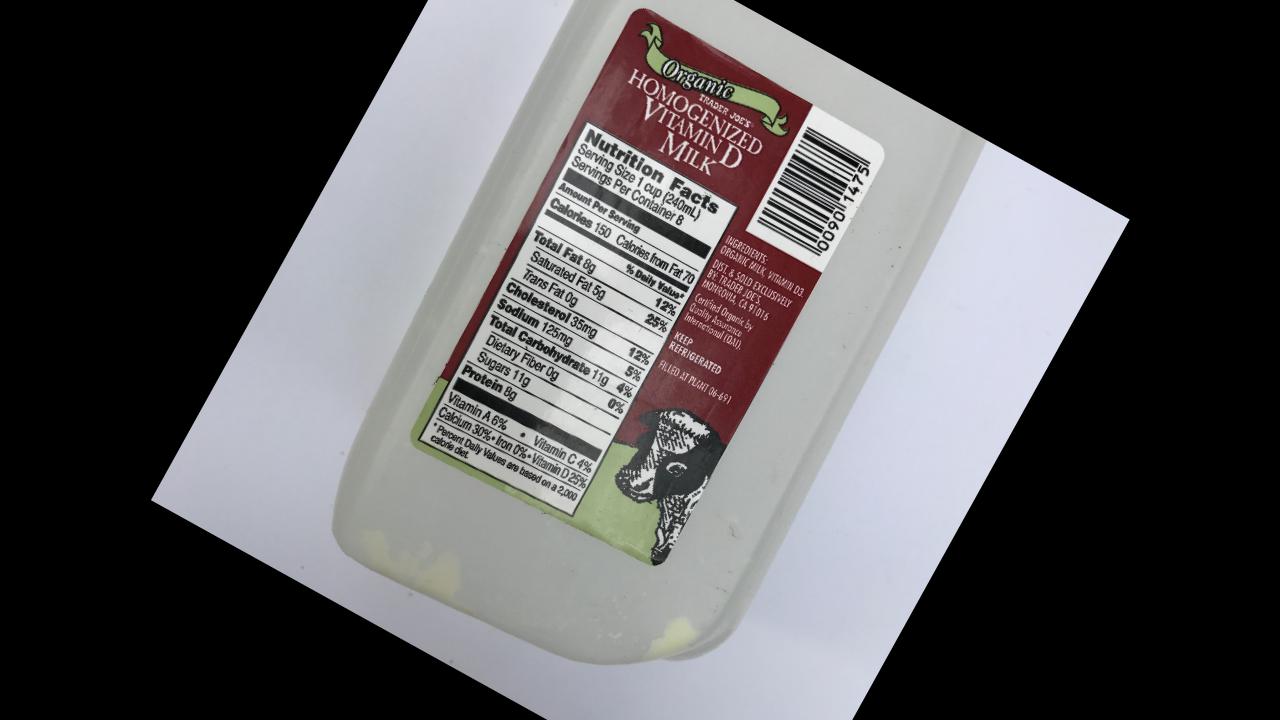 Organic
TRADER JOE'S
HOMOGENIZED
VITAMIN D
MILK
Nutrition Facts
Serving Size 1 cup (240mL)
Servings Per Container 8
Amount Per Serving
Calories 150 Calories from Fat 70
% Daily Value*
Total Fat 8g 12%
Saturated Fat 5g 25%
Trans Fat 0g
Cholesterol 35mg 12%
Sodium 125mg 5%
Total Carbohydrate 11g 4%
Dietary Fiber 0g 0%
Sugars 11g
Protein 8g
Vitamin A 6% • Vitamin C 4%
Calcium 30% • Iron 0% • Vitamin D 25%
* Percent Daily Values are based on a 2,000
calorie diet.
0090 1475
INGREDIENTS:
ORGANIC MILK, VITAMIN D3.
DIST. & SOLD EXCLUSIVELY
BY: TRADER JOE'S,
MONROVIA, CA 91016
Certified Organic by
Quality Assurance
International (QAI).
KEEP
REFRIGERATED
FILLED AT PLANT 06-691